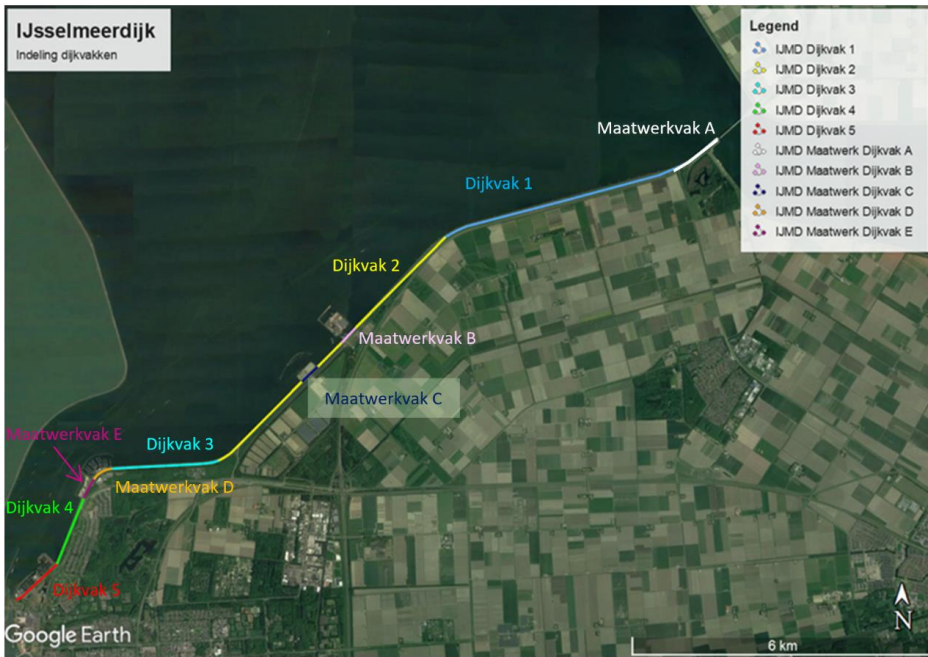 IJsselmeerdijk
Indeling dijkvakken
Legend
IJMD Dijkvak 1
IJMD Dijkvak 2
IJMD Dijkvak 3
IJMD Dijkvak 4
IJMD Dijkvak 5
IJMD Maatwerk Dijkvak A
IJMD Maatwerk Dijkvak B
IJMD Maatwerk Dijkvak C
IJMD Maatwerk Dijkvak D
IJMD Maatwerk Dijkvak E
Maatwerkvak A
Dijkvak 1
Dijkvak 2
Maatwerkvak B
Maatwerkvak C
Maatwerkvak E
Dijkvak 3
Maatwerkvak D
Dijkvak 4
Dijkvak 5
Google Earth
N
6 km